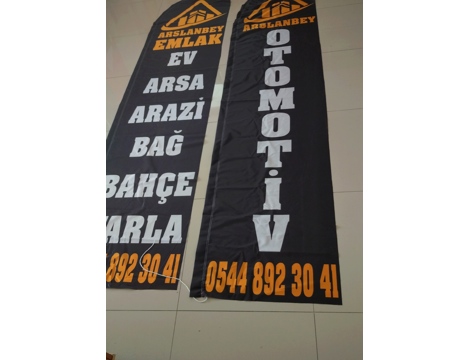 ARSLANBEY
EMLAK
EV
ARSA
ARAZİ
BAĞ
BAHÇE
ARLA
892 30 41
ARSLANBEY
OTOMOTİV
0544 892 30 41